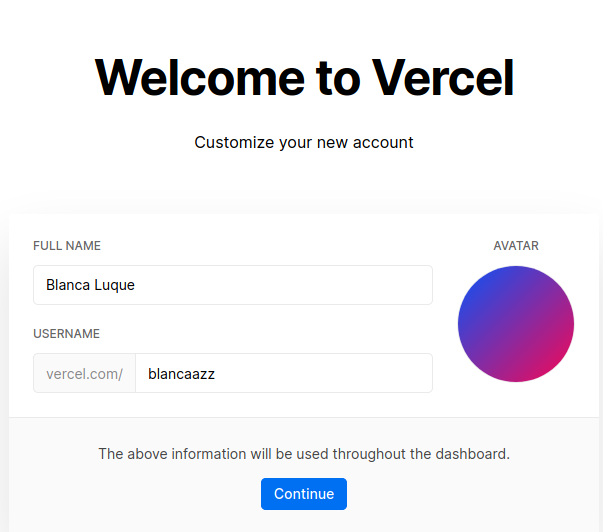 Welcome to Vercel
Customize your new account
FULL NAME
Blanca Luque
USERNAME
vercel.com/ blancaazz
AVATAR
The above information will be used throughout the dashboard.
Continue